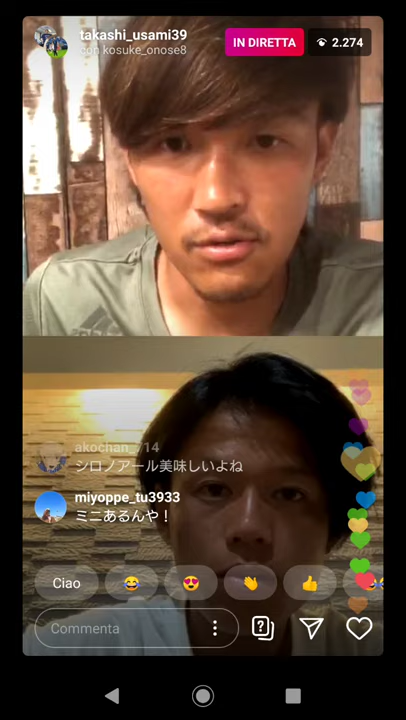 takashi_usami39
con kosuke_onose8
IN DIRETTA
2.274
akochan_714
シロノアール美味しいよね
miyoppe_tu3933
ミニあるんや！
Ciao
Commenta